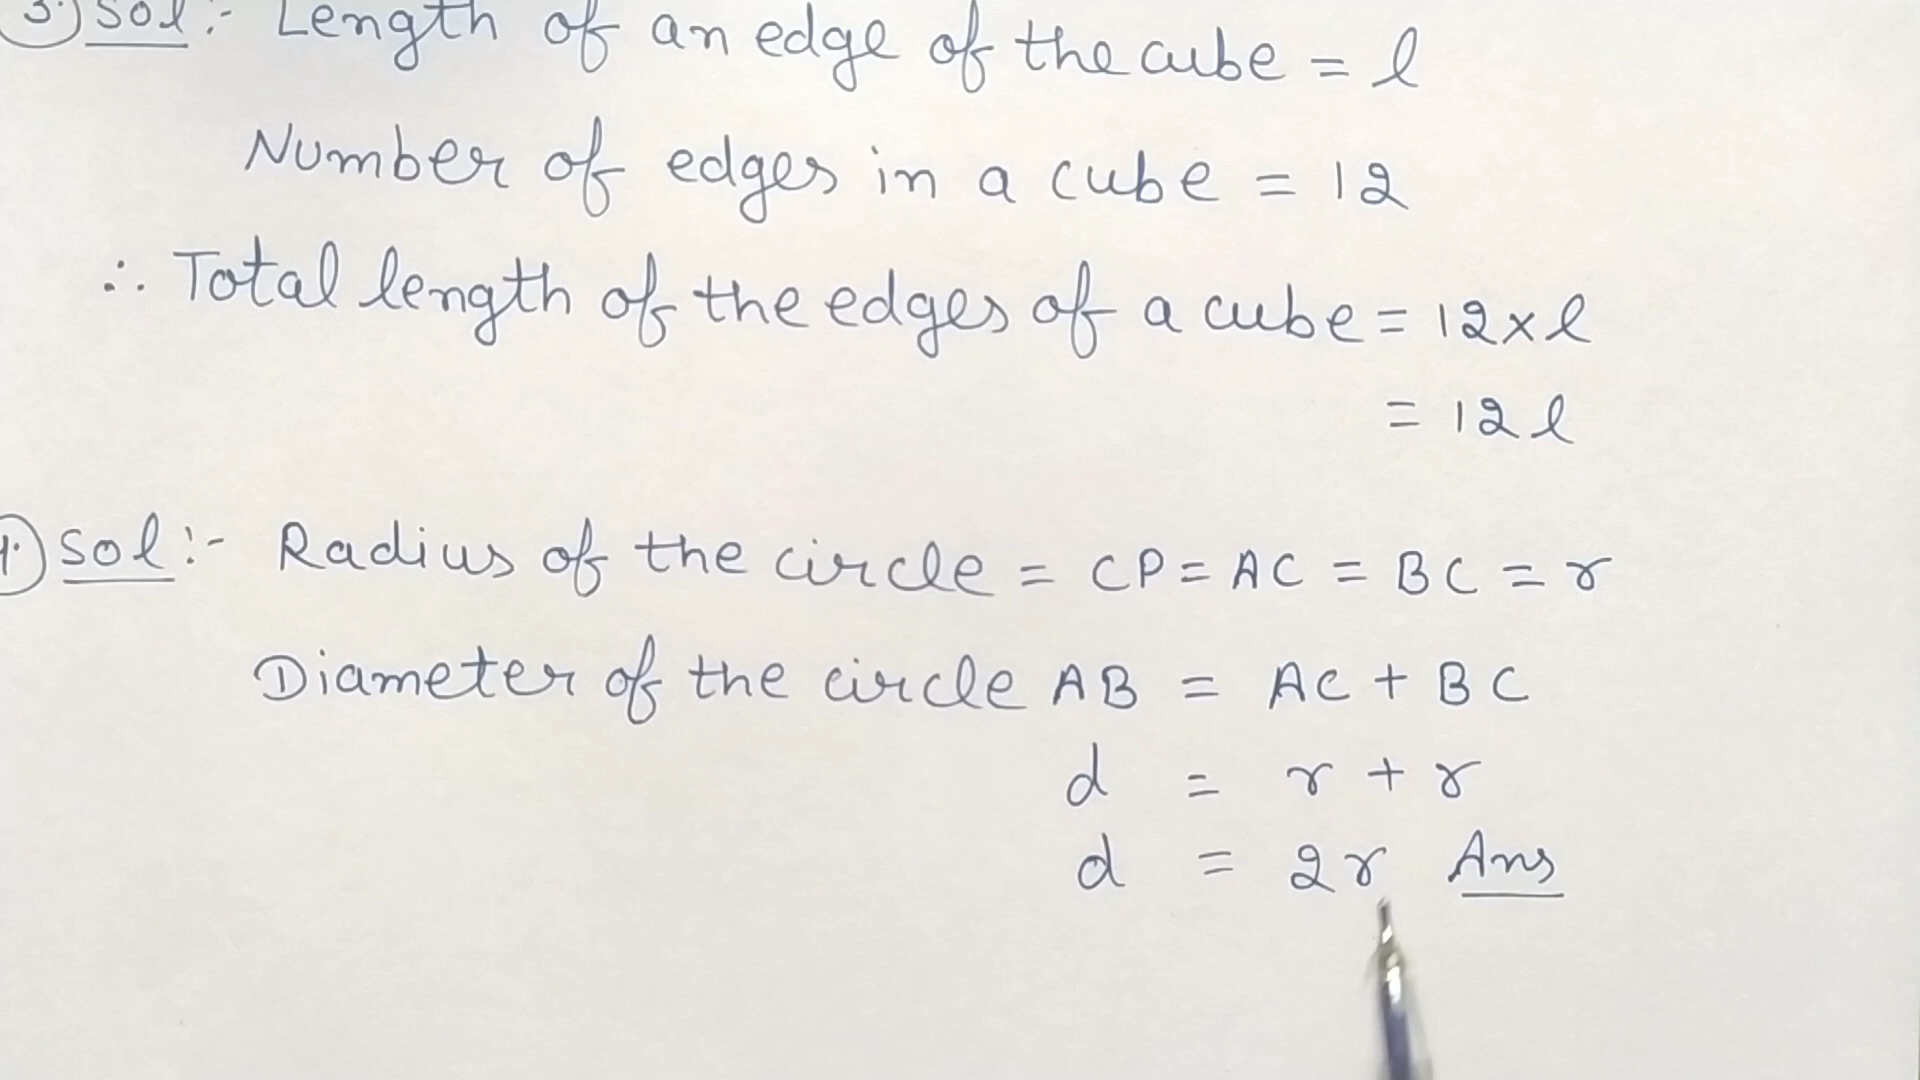 3. Sol:- Length of an edge of the cube = l
Number of edges in a cube = 12
∴ Total length of the edges of a cube = 12 x l
= 12 l
Sol:- Radius of the circle = CP = AC = BC = r
Diameter of the circle AB = AC + BC
d = r + r
d = 2r Ans